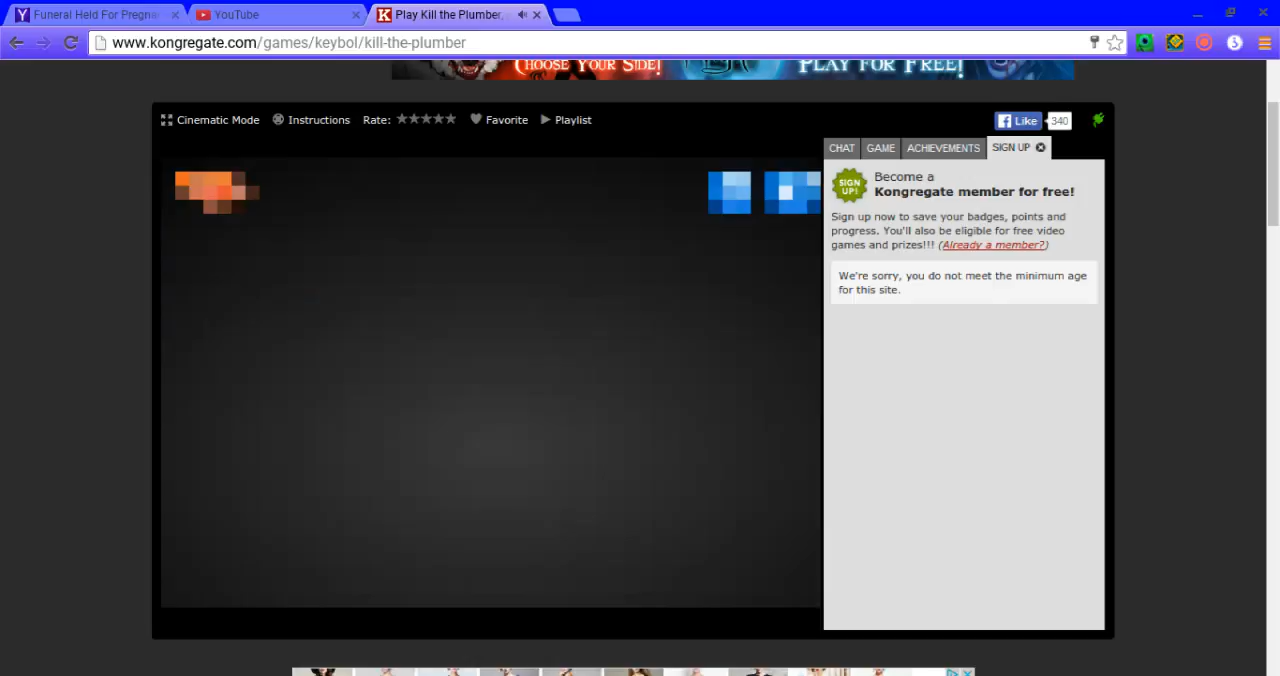 Funeral Held For Pregna
YouTube
Play Kill the Plumber,
www.kongregate.com/games/keybol/kill-the-plumber
CHOOSE YOUR SIDE!
PLAY FOR FREE!
Cinematic Mode
Instructions
Rate:
Favorite
Playlist
Like
340
CHAT
GAME
ACHIEVEMENTS
SIGN UP
SIGN
UP!
Become a
Kongregate member for free!
Sign up now to save your badges, points and
progress. You'll also be eligible for free video
games and prizes!!! (Already a member?)
We're sorry, you do not meet the minimum age
for this site.